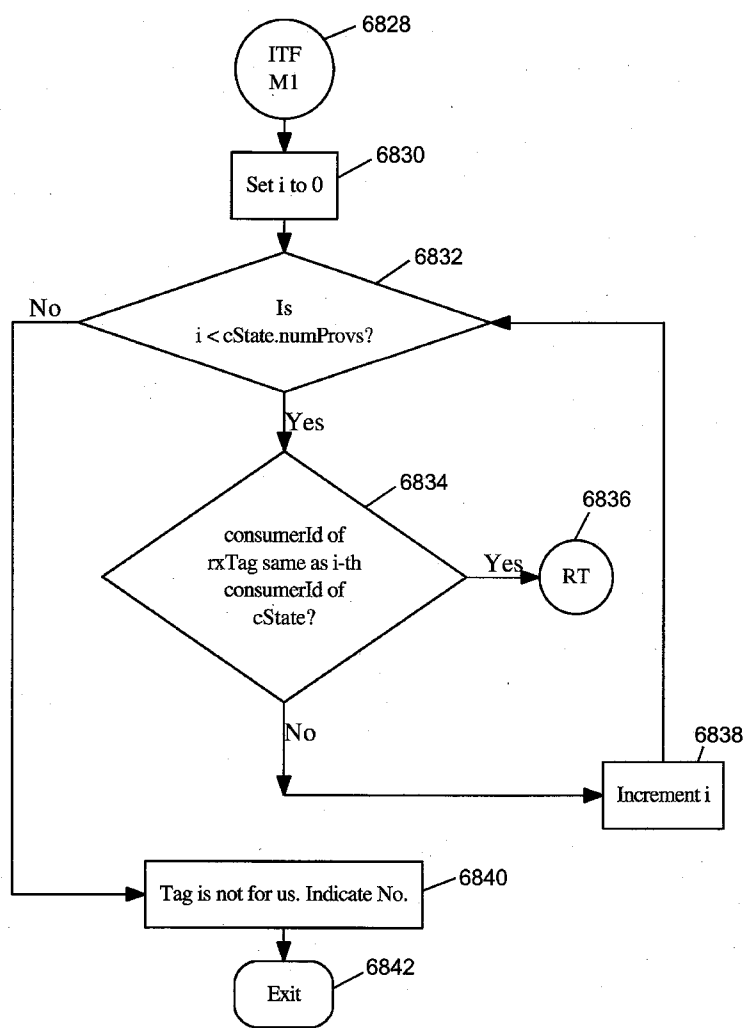 6828
ITF
M1
6830
Set i to 0
6832
No
Is
i < cState.numProvs?
Yes
6834
consumerId of
rxTag same as i-th
consumerId of
cState?
Yes
6836
RT
No
6838
Increment i
6840
Tag is not for us. Indicate No.
6842
Exit